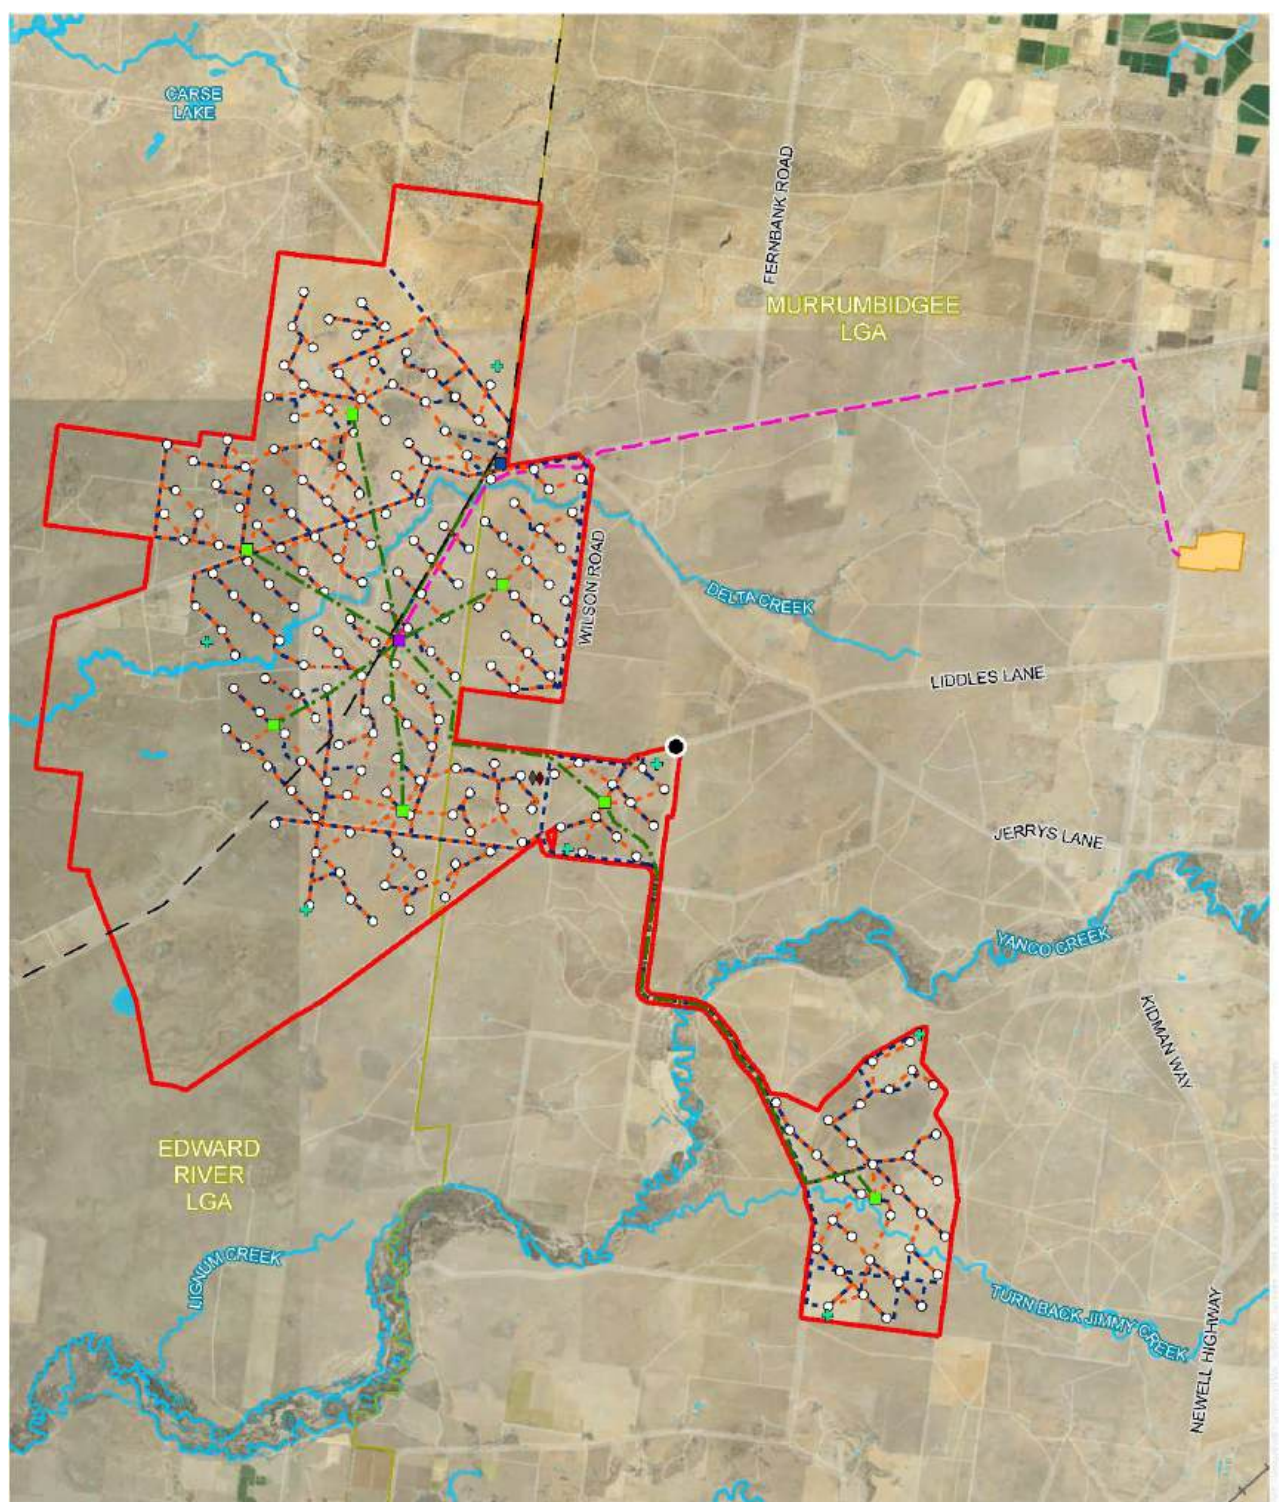 CARSE
LAKE
FERNBANK ROAD
MURRUMBIDGEE
LGA
WILSON ROAD
DELTA CREEK
LIDDLES LANE
JERRYS LANE
YANCO CREEK
KIDMAN WAY
EDWARD
RIVER
LGA
LIGNUM CREEK
TURN BACK JIMMY CREEK
NEWELL HIGHWAY